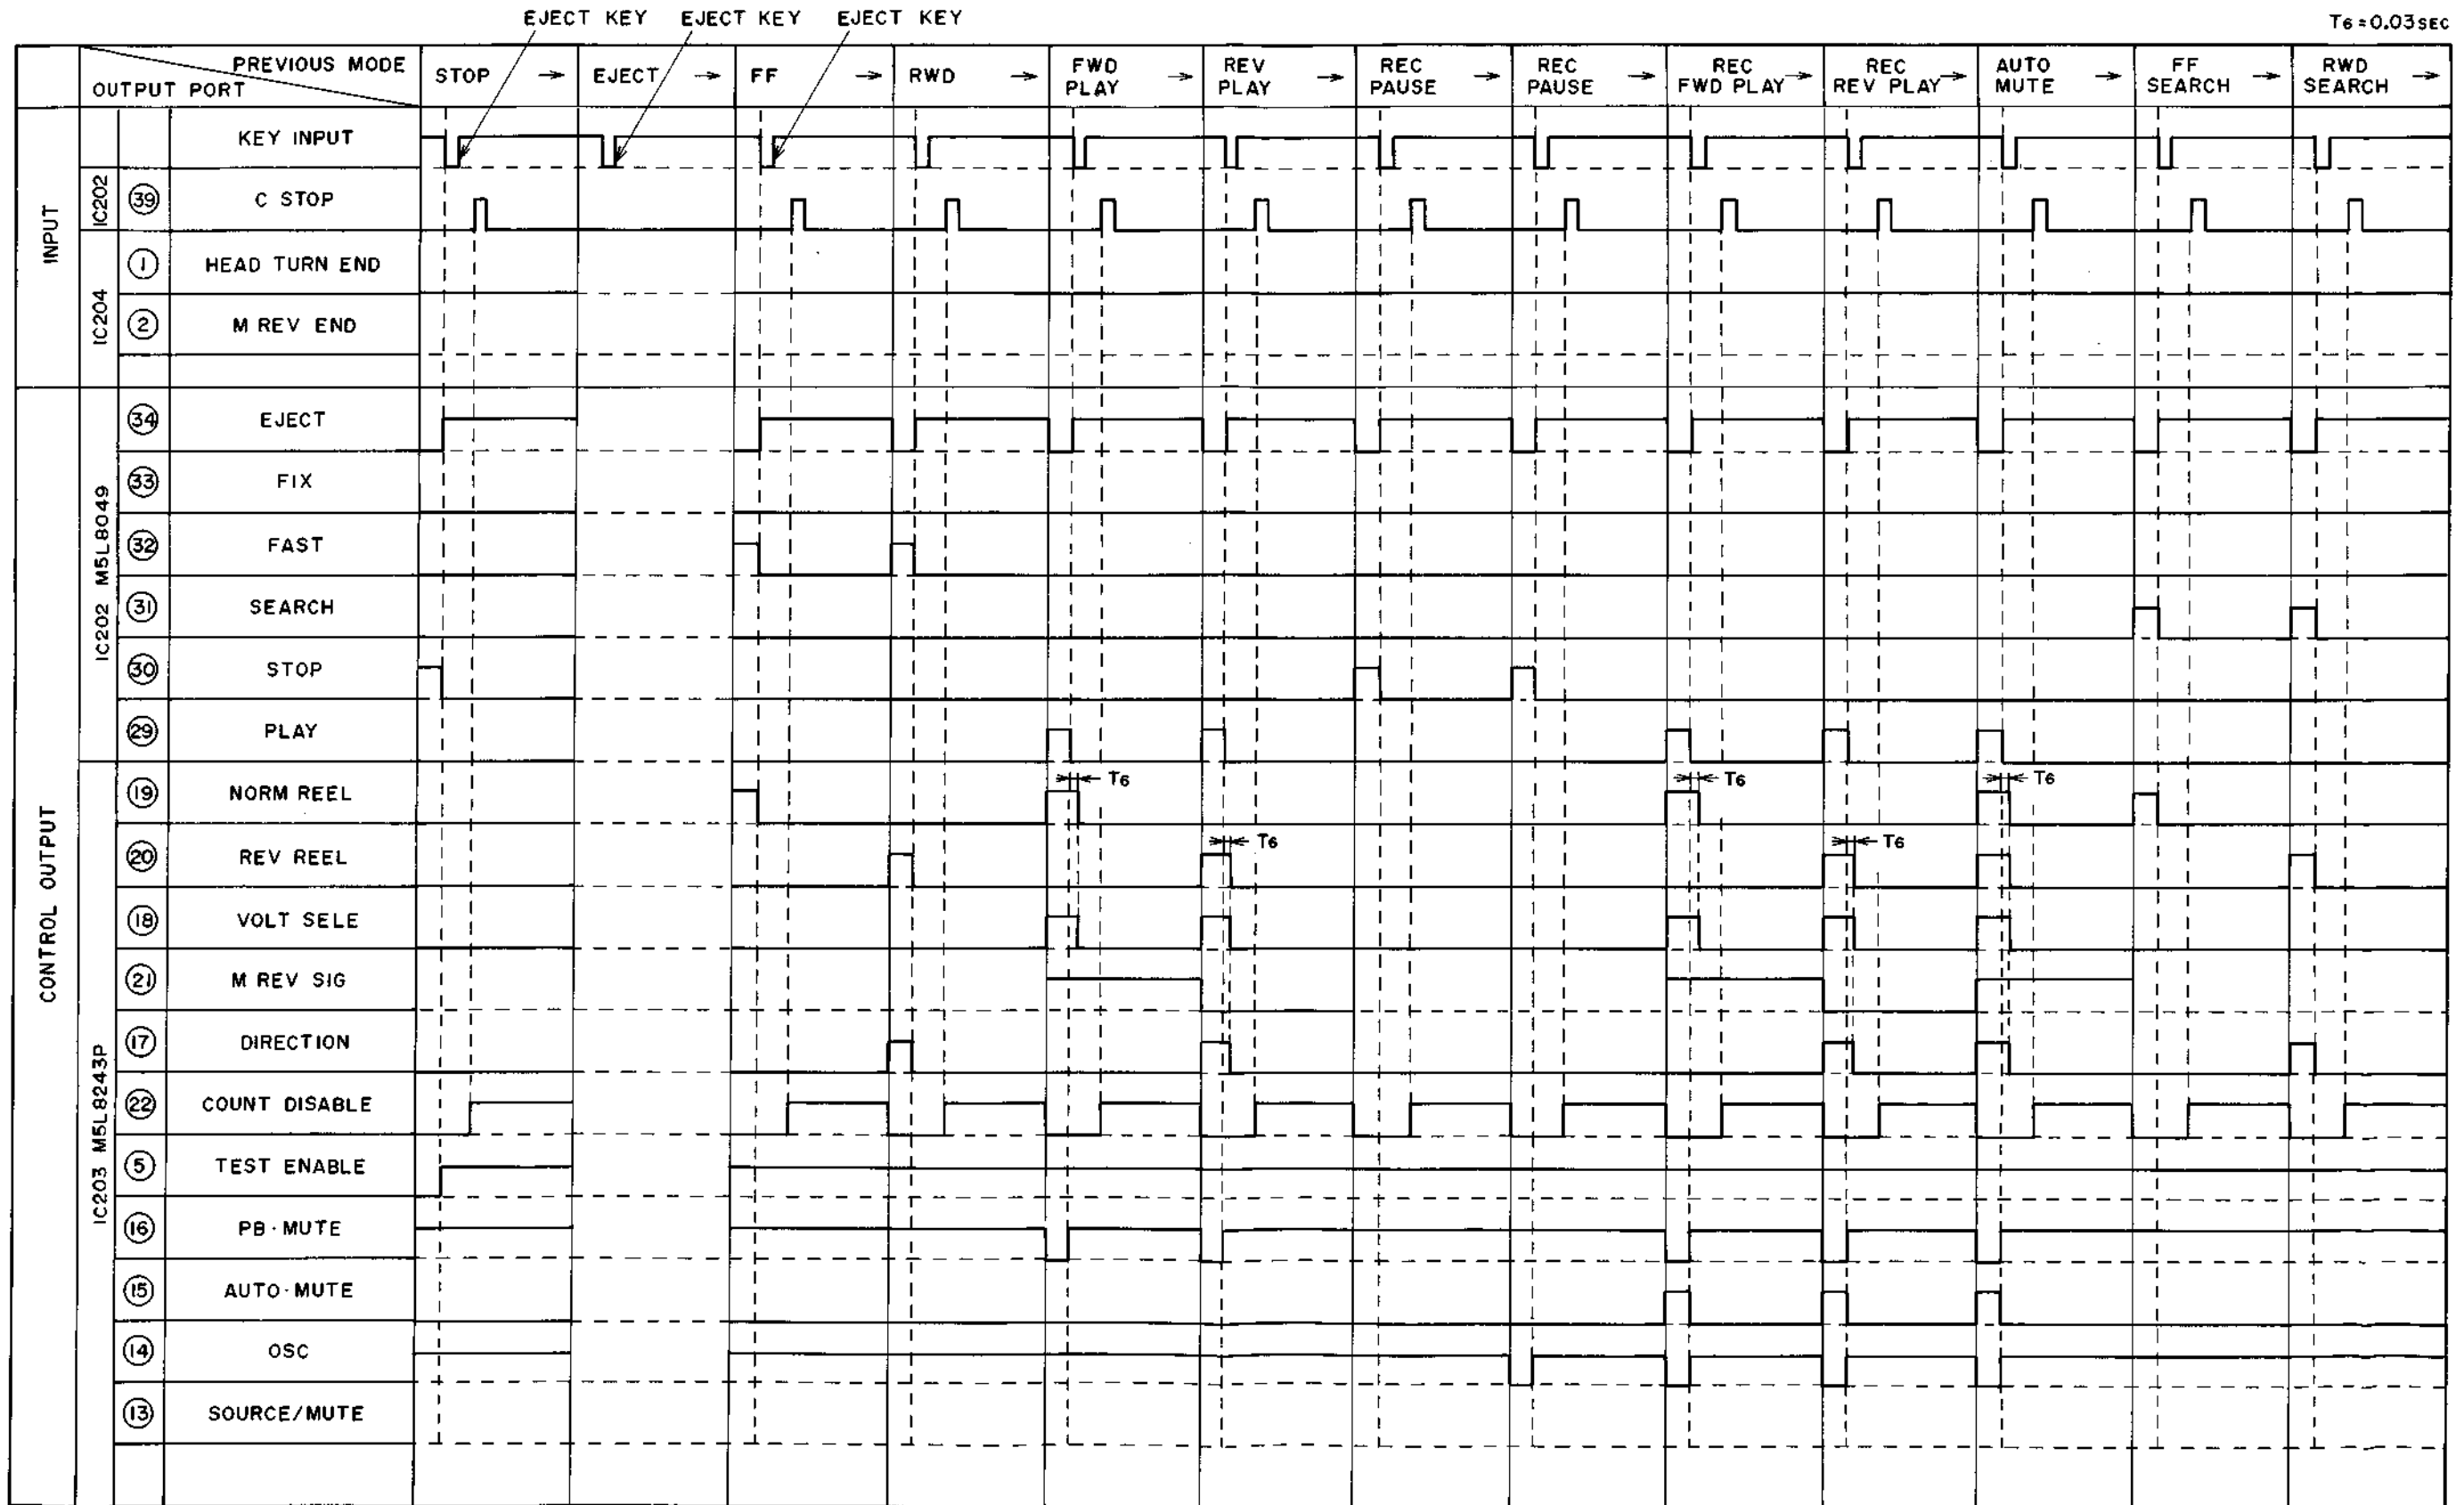 EJECT KEY EJECT KEY EJECT KEY
T6=0.03SEC
PREVIOUS MODE
OUTPUT PORT
STOP → EJECT → FF → RWD → FWD PLAY → REV PLAY → REC PAUSE → REC PAUSE → REC FWD PLAY → REC REV PLAY → AUTO MUTE → FF SEARCH → RWD SEARCH →
INPUT
KEY INPUT
IC202
39 C STOP
IC204
1 HEAD TURN END
2 M REV END
CONTROL OUTPUT
IC202 M5L8049
34 EJECT
33 FIX
32 FAST
31 SEARCH
30 STOP
29 PLAY
IC203 M5L8243P
19 NORM REEL
T6 T6 T6
20 REV REEL
T6 T6
18 VOLT SELE
21 M REV SIG
17 DIRECTION
22 COUNT DISABLE
5 TEST ENABLE
16 PB·MUTE
15 AUTO·MUTE
14 OSC
13 SOURCE/MUTE